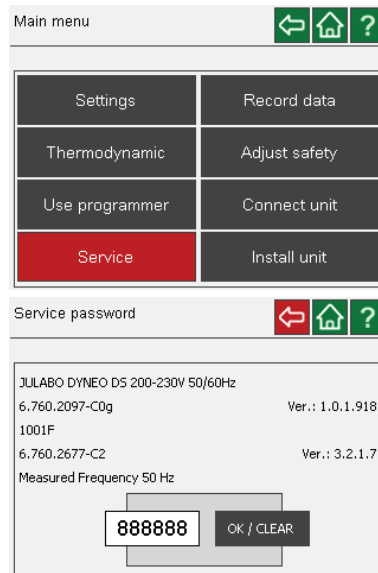 Main menu ?
Settings Record data
Thermodynamic Adjust safety
Use programmer Connect unit
Service Install unit
Service password ?
JULABO DYNEO DS 200-230V 50/60Hz
6.760.2097-C0g Ver.: 1.0.1.918
1001F
6.760.2677-C2 Ver.: 3.2.1.7
Measured Frequency 50 Hz
888888 OK / CLEAR